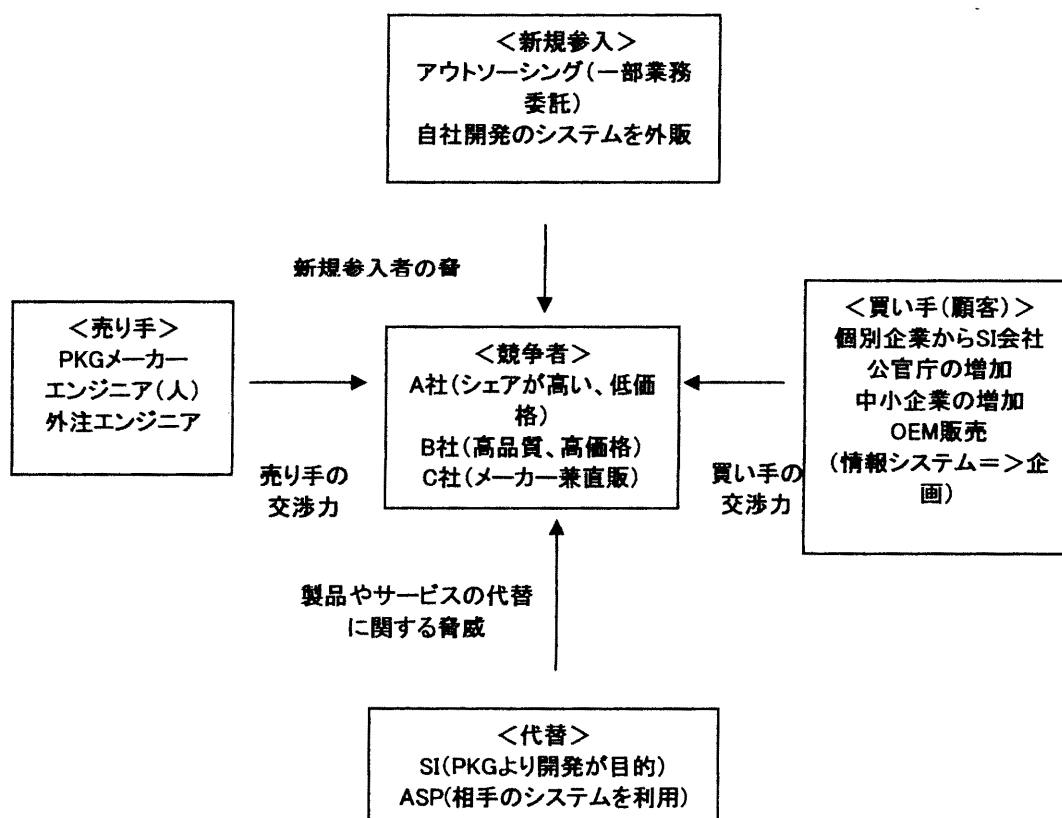 ＜新規参入＞
アウトソーシング（一部業務
委託）
自社開発のシステムを外販
新規参入者の脅
＜売り手＞
PKGメーカー
エンジニア（人）
外注エンジニア
売り手の
交渉力
＜競争者＞
A社（シェアが高い、低価
格）
B社（高品質、高価格）
C社（メーカー兼直販）
＜買い手（顧客）＞
個別企業からSI会社
公官庁の増加
中小企業の増加
OEM販売
（情報システム＝＞企
画）
買い手の
交渉力
製品やサービスの代替
に関する脅威
＜代替＞
SI(PKGより開発が目的)
ASP(相手のシステムを利用)